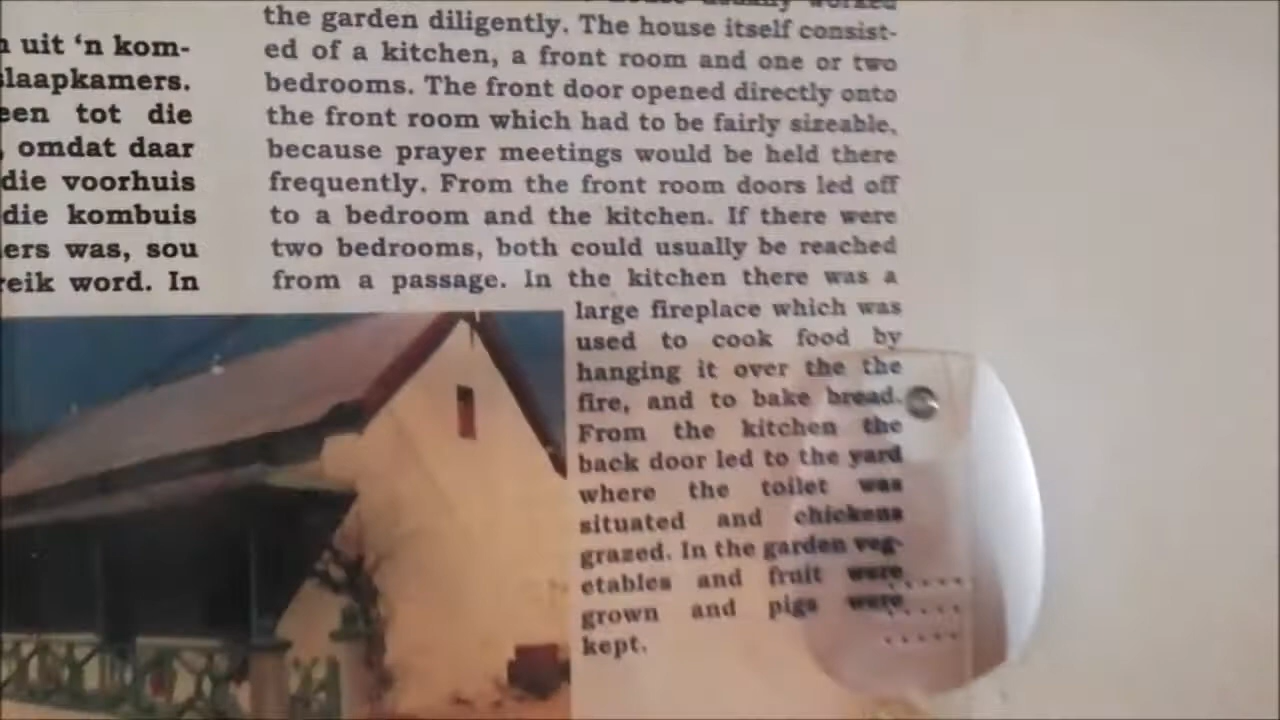 n uit ‘n kom-
slaapkamers.
een tot die
, omdat daar
die voorhuis
die kombuis
ers was, sou
reik word. In
house usually worked
the garden diligently. The house itself consist-
ed of a kitchen, a front room and one or two
bedrooms. The front door opened directly onto
the front room which had to be fairly sizeable,
because prayer meetings would be held there
frequently. From the front room doors led off
to a bedroom and the kitchen. If there were
two bedrooms, both could usually be reached
from a passage. In the kitchen there was a
large fireplace which was
used to cook food by
hanging it over the the
fire, and to bake bread.
From the kitchen the
back door led to the yard
where the toilet was
situated and chickens
grazed. In the garden veg-
etables and fruit were
grown and pigs were
kept.